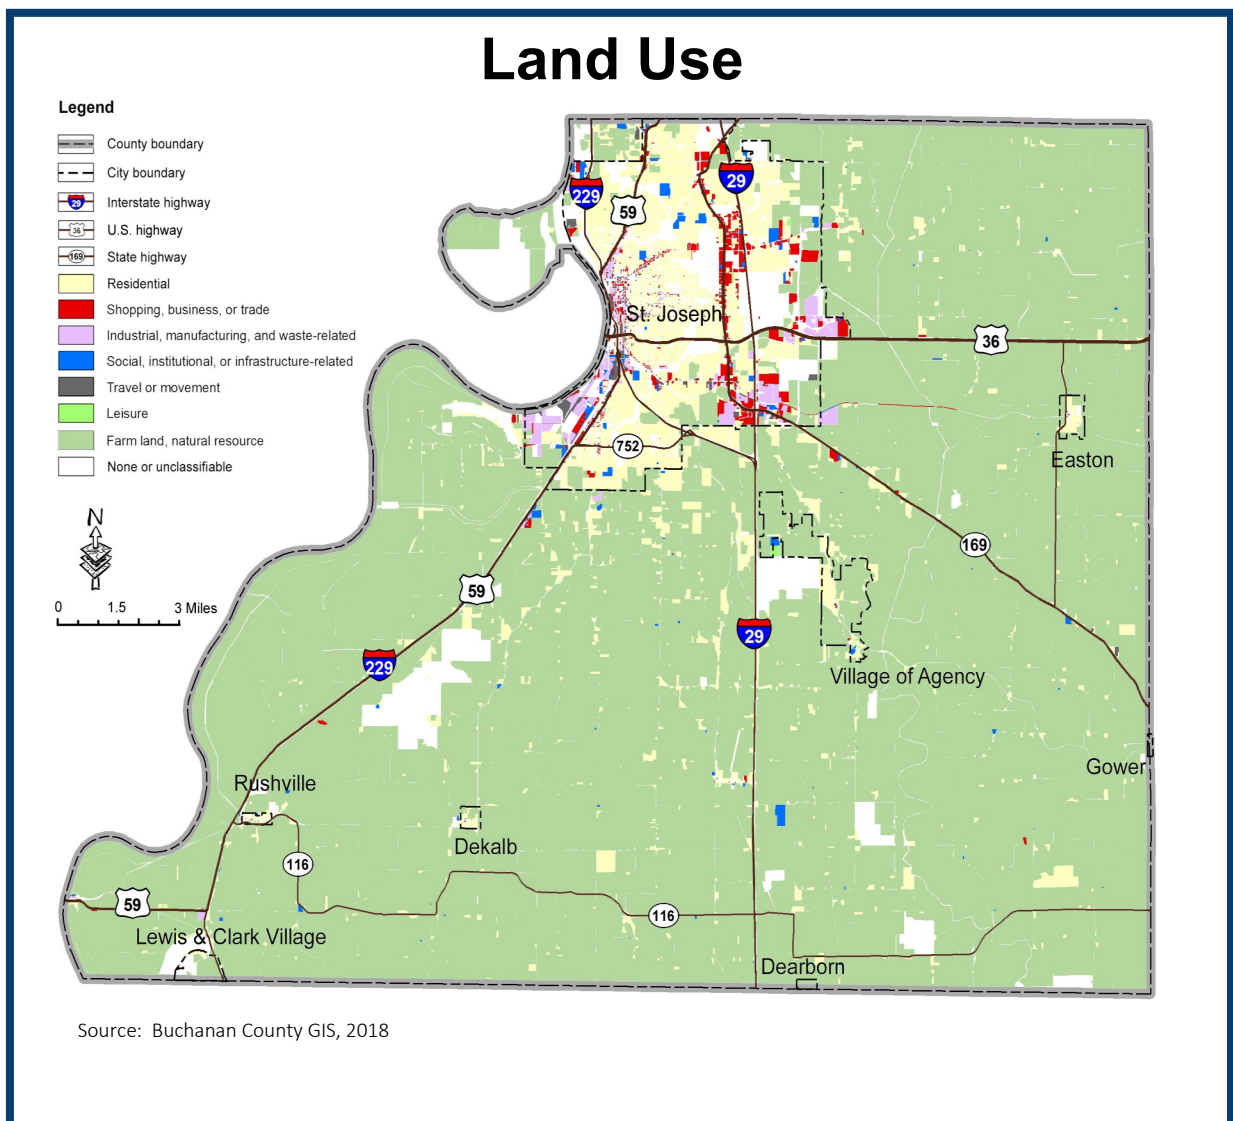 Land Use
Legend
County boundary
City boundary
29 Interstate highway
36 U.S. highway
169 State highway
Residential
Shopping, business, or trade
Industrial, manufacturing, and waste-related
Social, institutional, or infrastructure-related
Travel or movement
Leisure
Farm land, natural resource
None or unclassifiable
N
0 1.5 3 Miles
229
59
29
St. Joseph
36
752
Easton
169
59
29
229
Village of Agency
Gower
Rushville
Dekalb
116
59
116
Lewis & Clark Village
Dearborn
Source: Buchanan County GIS, 2018